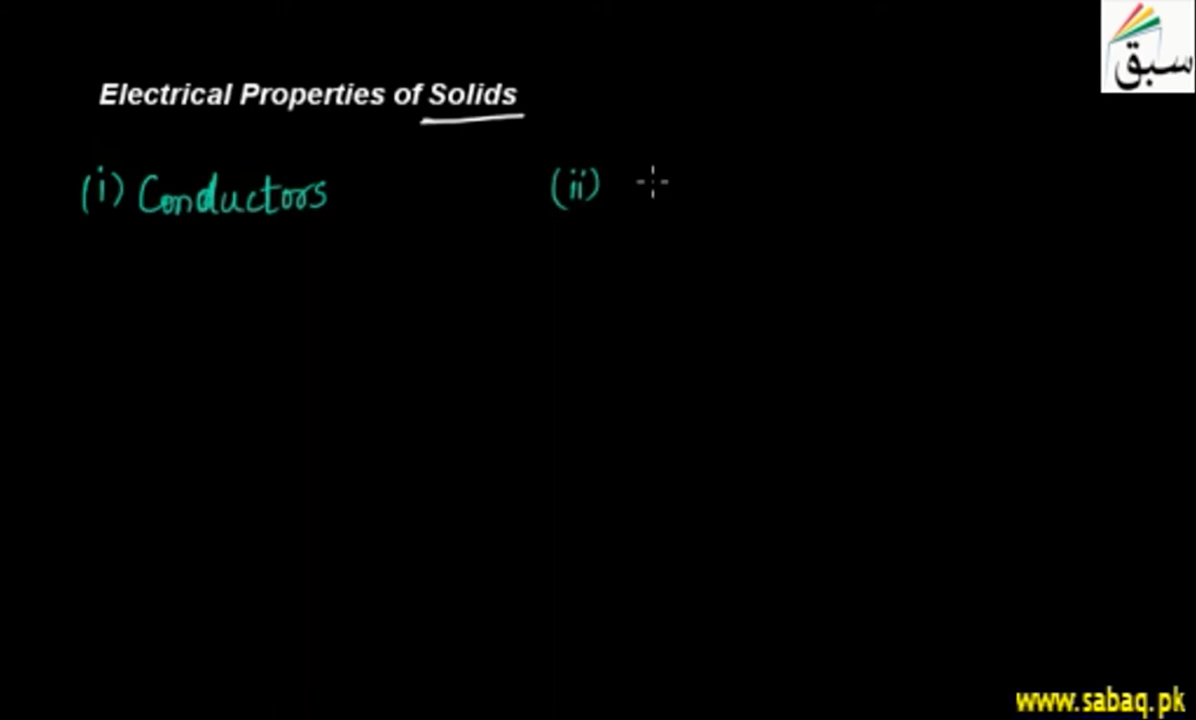 سبق
Electrical Properties of Solids
(i) Conductors (ii)
www.sabaq.pk